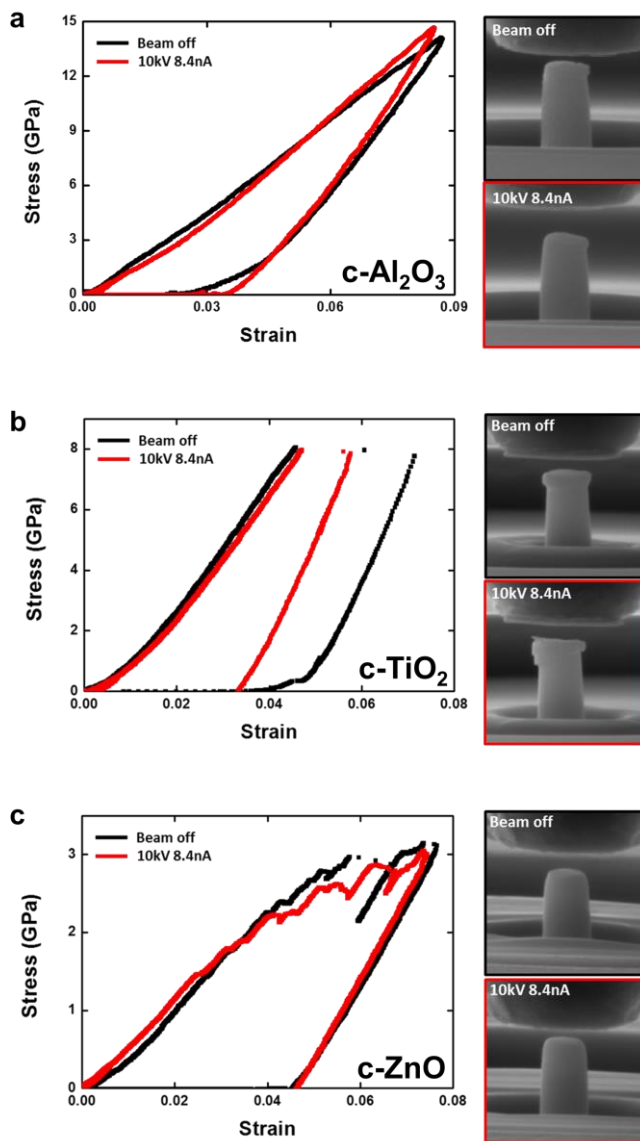 a
Beam off
10kV 8.4nA
15
12
9
6
3
0
0.00 0.03 0.06 0.09
Stress (GPa)
Strain
c-Al₂O₃
Beam off
10kV 8.4nA
b
Beam off
10kV 8.4nA
8
6
4
2
0
0.00 0.02 0.04 0.06 0.08
Stress (GPa)
Strain
c-TiO₂
Beam off
10kV 8.4nA
c
Beam off
10kV 8.4nA
3
2
1
0
0.00 0.02 0.04 0.06 0.08
Stress (GPa)
Strain
c-ZnO
Beam off
10kV 8.4nA